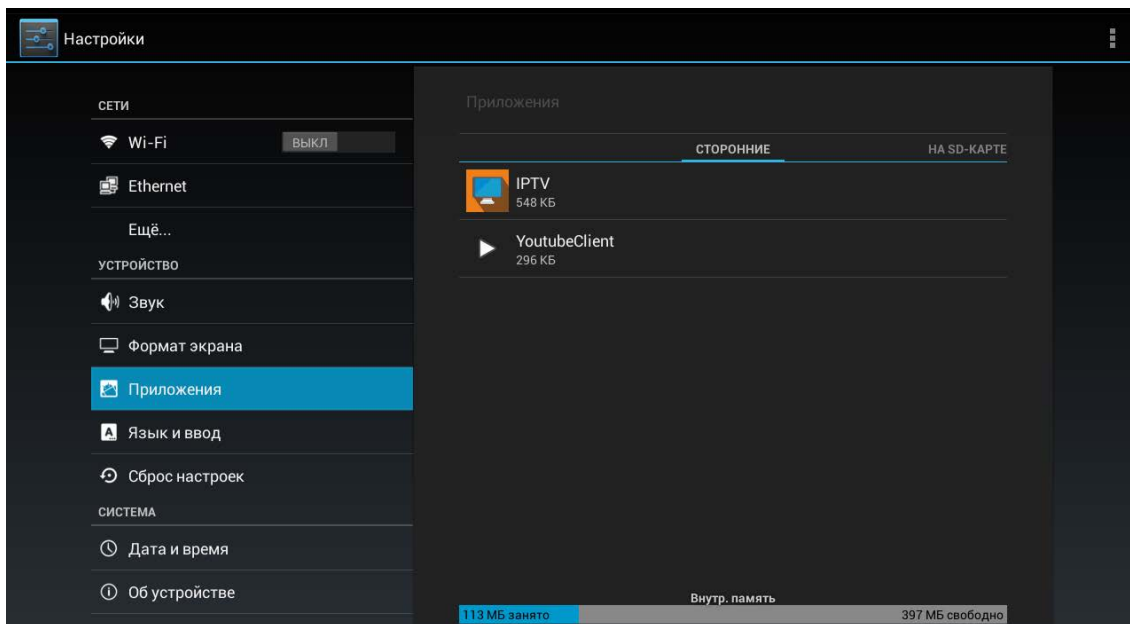 Настройки
СЕТИ
Wi-Fi
ВЫКЛ
Ethernet
Ещё...
УСТРОЙСТВО
Звук
Формат экрана
Приложения
Язык и ввод
Сброс настроек
СИСТЕМА
Дата и время
Об устройстве
Приложения
СТОРОННИЕ
НА SD-КАРТЕ
IPTV
548 КБ
YoutubeClient
296 КБ
Внутр. память
113 МБ занято
397 МБ свободно